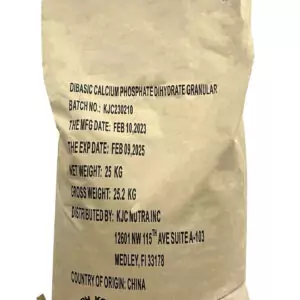 DIBASIC CALCIUM PHOSPHATE DIHYDRATE GRANULAR
BATCH NO.: KJC230210
THE MFG DATE: FEB 10,2023
THE EXP DATE: FEB 09,2025
NET WEIGHT: 25 KG
GROSS WEIGHT: 25.2 KG
DISTRIBUTED BY: KJC NUTRA INC
12601 NW 115TH AVE SUITE A-103
MEDLEY, Fl 33178
COUNTRY OF ORIGIN: CHINA